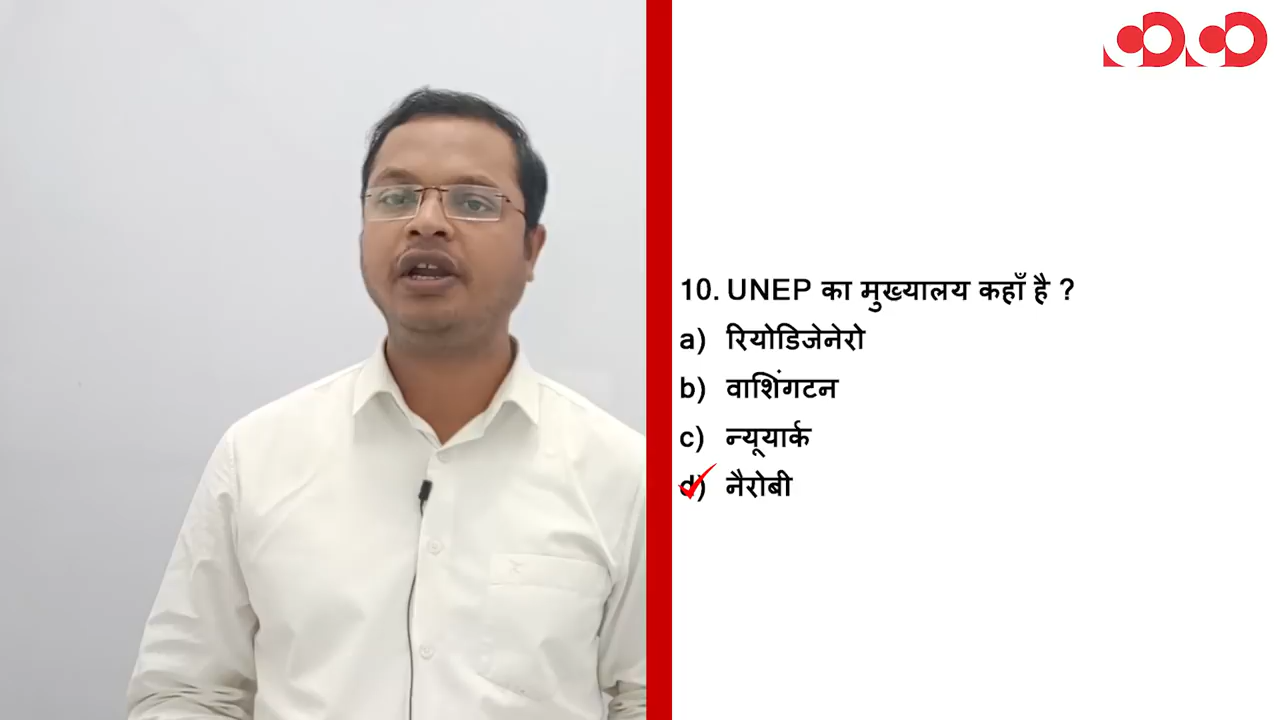 10. UNEP का मुख्यालय कहाँ है ?
a) रियोडिजेनेरो
b) वाशिंगटन
c) न्यूयार्क
d) नैरोबी